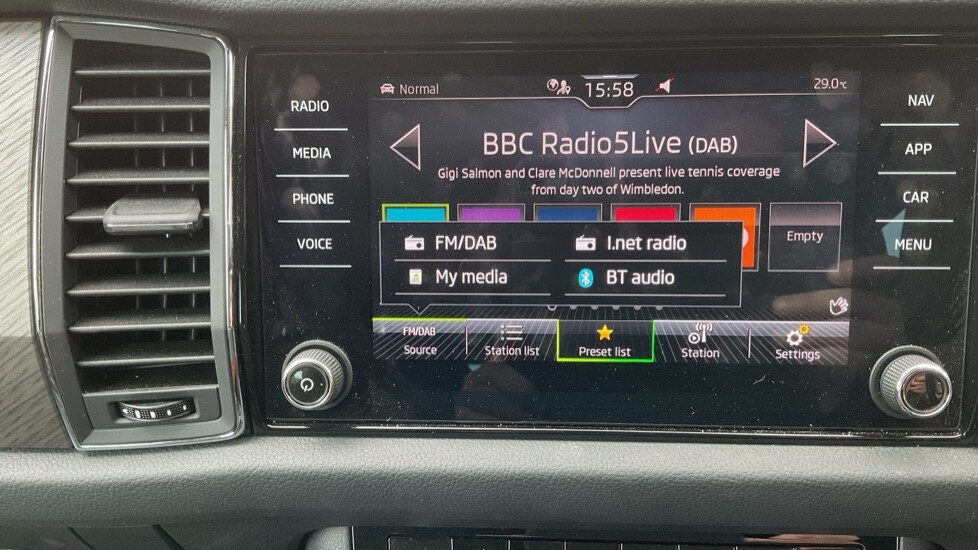 RADIO
MEDIA
PHONE
VOICE
Normal
15:58
29.0°C
BBC Radio5Live (DAB)
Gigi Salmon and Clare McDonnell present live tennis coverage
from day two of Wimbledon.
Empty
FM/DAB
I.net radio
My media
BT audio
FM/DAB
Source
Station list
Preset list
Station
Settings
NAV
APP
CAR
MENU